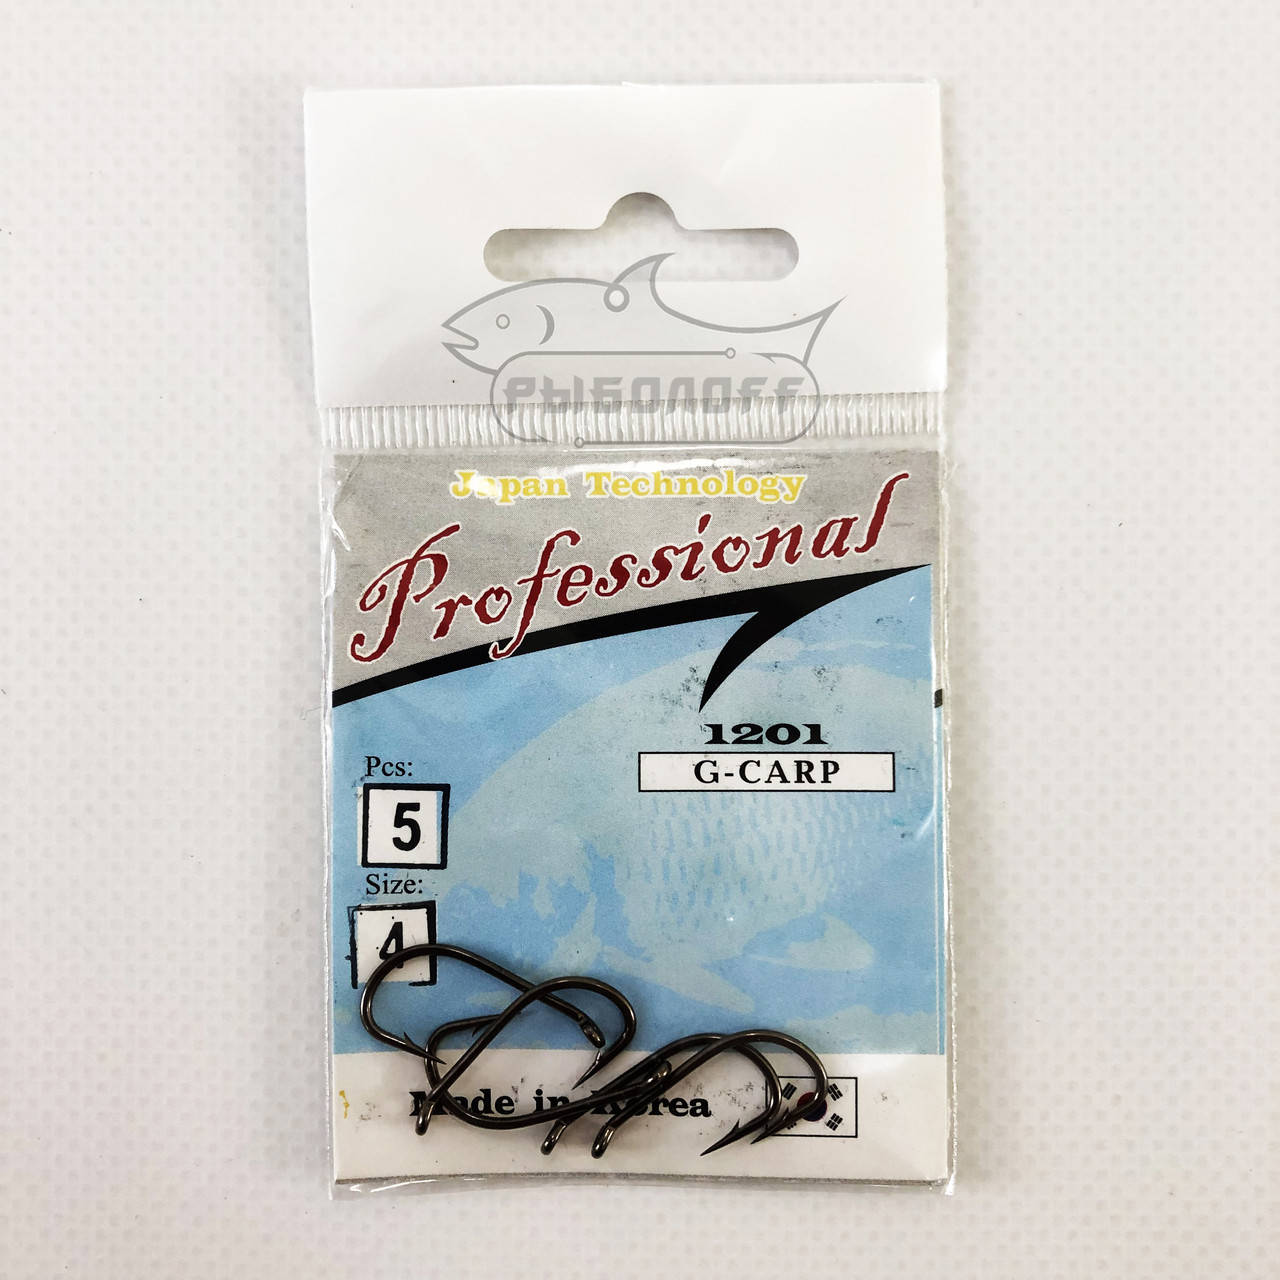 РЫБОЛОFF
Japan Technology
Professional
1201
G-CARP
Pcs:
5
Size:
4
Made in Korea